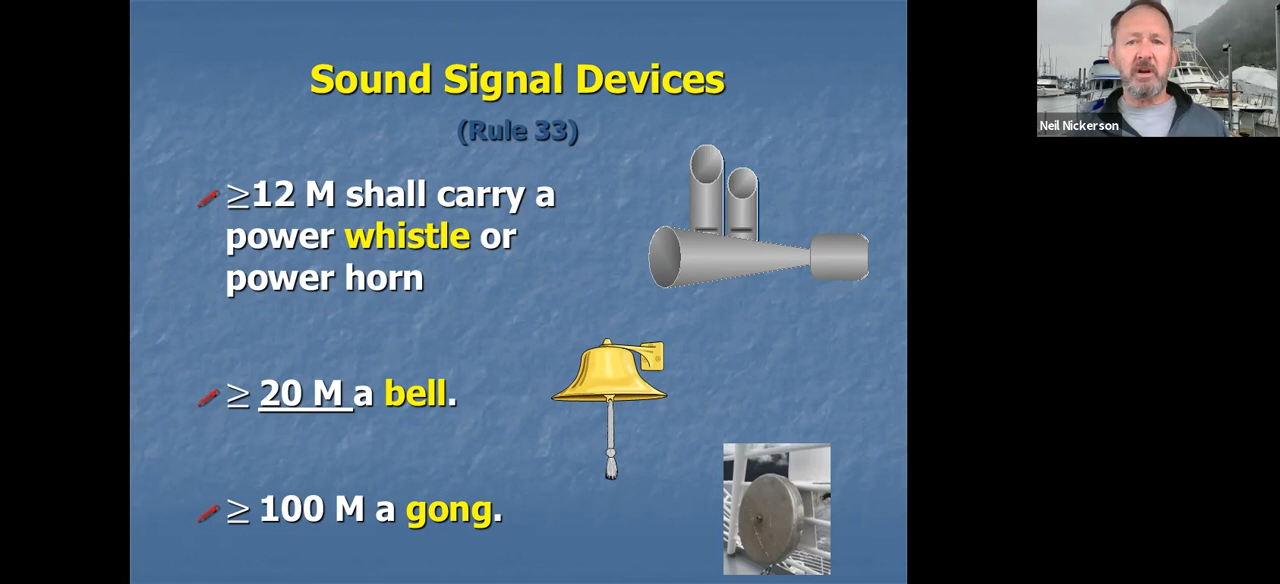 Sound Signal Devices
(Rule 33)
≥12 M shall carry a
power whistle or
power horn
≥ 20 M a bell.
≥ 100 M a gong.
Neil Nickerson